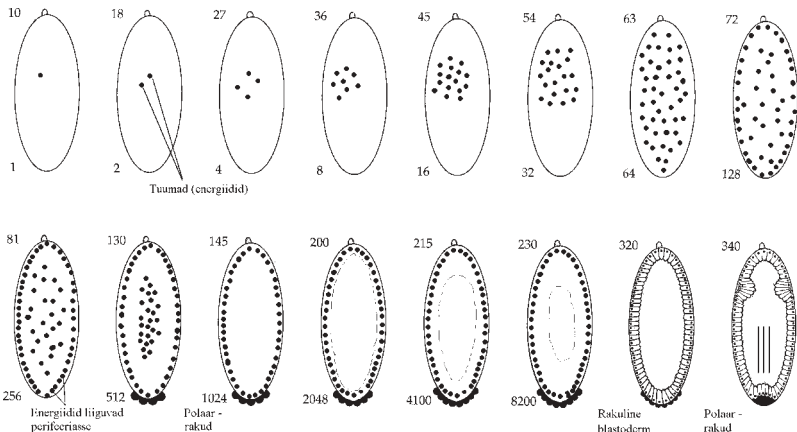 10 18 27 36 45 54 63 72
1 2 4 8 16 32 64 128
Tuumad (energiidid)
81 130 145 200 215 230 320 340
256 512 1024 2048 4100 8200
Energiidid liiguvad
perifeeriasse
Polaar -
rakud
Rakuline
blastoderm
Polaar -
rakud